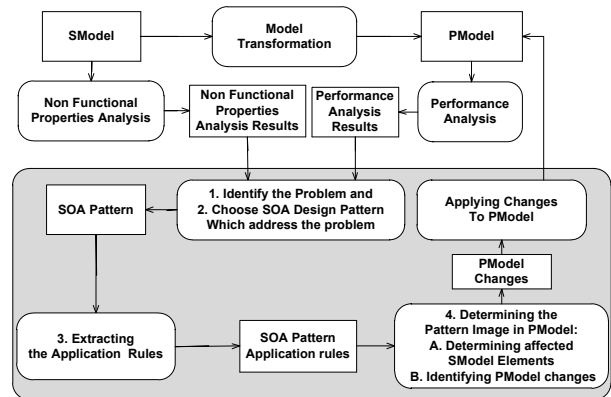 SModel
Model
Transformation
PModel
Non Functional
Properties Analysis
Non Functional
Properties
Analysis Results
Performance
Analysis
Results
Performance
Analysis
1. Identify the Problem and
2. Choose SOA Design Pattern
Which address the problem
SOA Pattern
Applying Changes
To PModel
PModel
Changes
3. Extracting
the Application Rules
SOA Pattern
Application rules
4. Determining the
Pattern Image in PModel:
A. Determining affected
SModel Elements
B. Identifying PModel changes